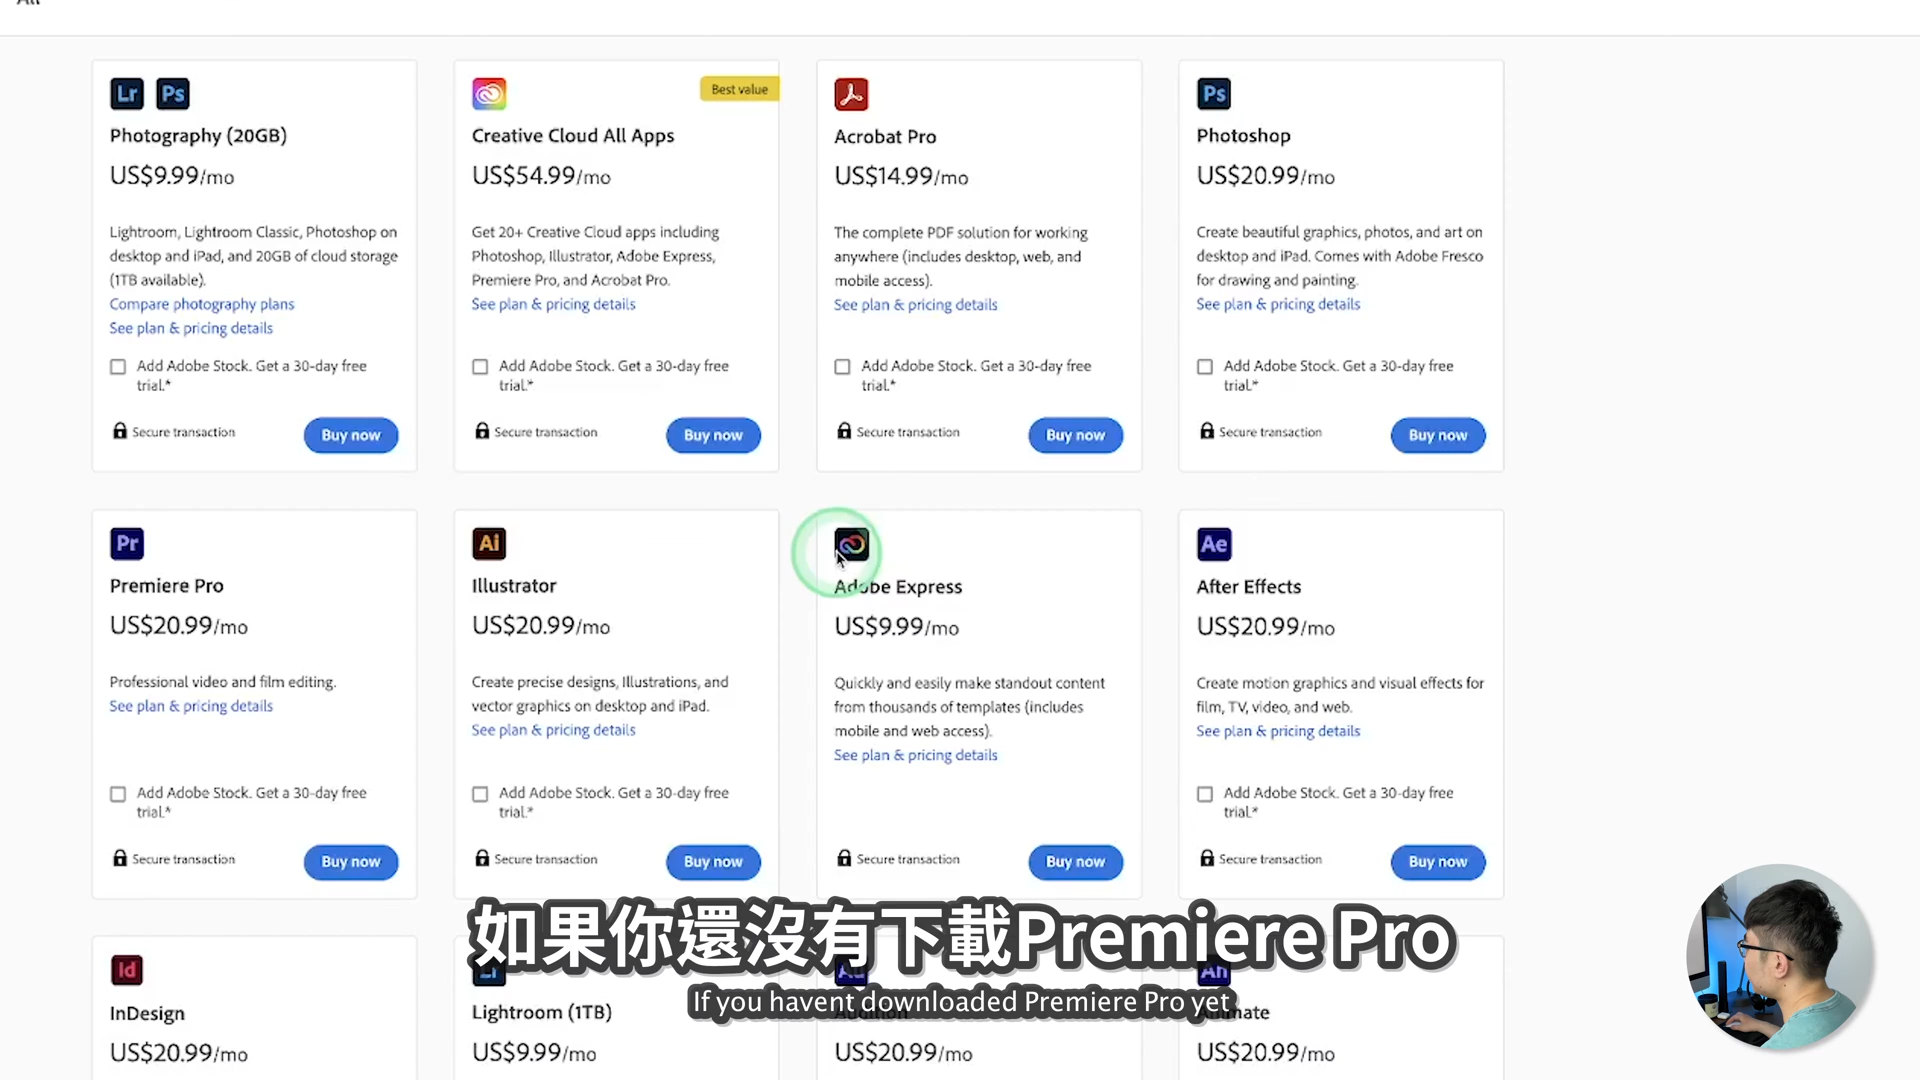 All
Lr Ps
Photography (20GB)
US$9.99/mo
Lightroom, Lightroom Classic, Photoshop on
desktop and iPad, and 20GB of cloud storage
(1TB available).
Compare photography plans
See plan & pricing details
Add Adobe Stock. Get a 30-day free
trial.*
Secure transaction
Buy now
Best value
Creative Cloud All Apps
US$54.99/mo
Get 20+ Creative Cloud apps including
Photoshop, Illustrator, Adobe Express,
Premiere Pro, and Acrobat Pro.
See plan & pricing details
Add Adobe Stock. Get a 30-day free
trial.*
Secure transaction
Buy now
Acrobat Pro
US$14.99/mo
The complete PDF solution for working
anywhere (includes desktop, web, and
mobile access).
See plan & pricing details
Add Adobe Stock. Get a 30-day free
trial.*
Secure transaction
Buy now
Ps
Photoshop
US$20.99/mo
Create beautiful graphics, photos, and art on
desktop and iPad. Comes with Adobe Fresco
for drawing and painting.
See plan & pricing details
Add Adobe Stock. Get a 30-day free
trial.*
Secure transaction
Buy now
Pr
Premiere Pro
US$20.99/mo
Professional video and film editing.
See plan & pricing details
Add Adobe Stock. Get a 30-day free
trial.*
Secure transaction
Buy now
Ai
Illustrator
US$20.99/mo
Create precise designs, Illustrations, and
vector graphics on desktop and iPad.
See plan & pricing details
Add Adobe Stock. Get a 30-day free
trial.*
Secure transaction
Buy now
Adobe Express
US$9.99/mo
Quickly and easily make standout content
from thousands of templates (includes
mobile and web access).
See plan & pricing details
Secure transaction
Buy now
Ae
After Effects
US$20.99/mo
Create motion graphics and visual effects for
film, TV, video, and web.
See plan & pricing details
Add Adobe Stock. Get a 30-day free
trial.*
Secure transaction
Buy now
如果你還沒有下載Premiere Pro
If you havent downloaded Premiere Pro yet
Id
InDesign
US$20.99/mo
Lr
Lightroom (1TB)
US$9.99/mo
Au
Audition
US$20.99/mo
An
Animate
US$20.99/mo